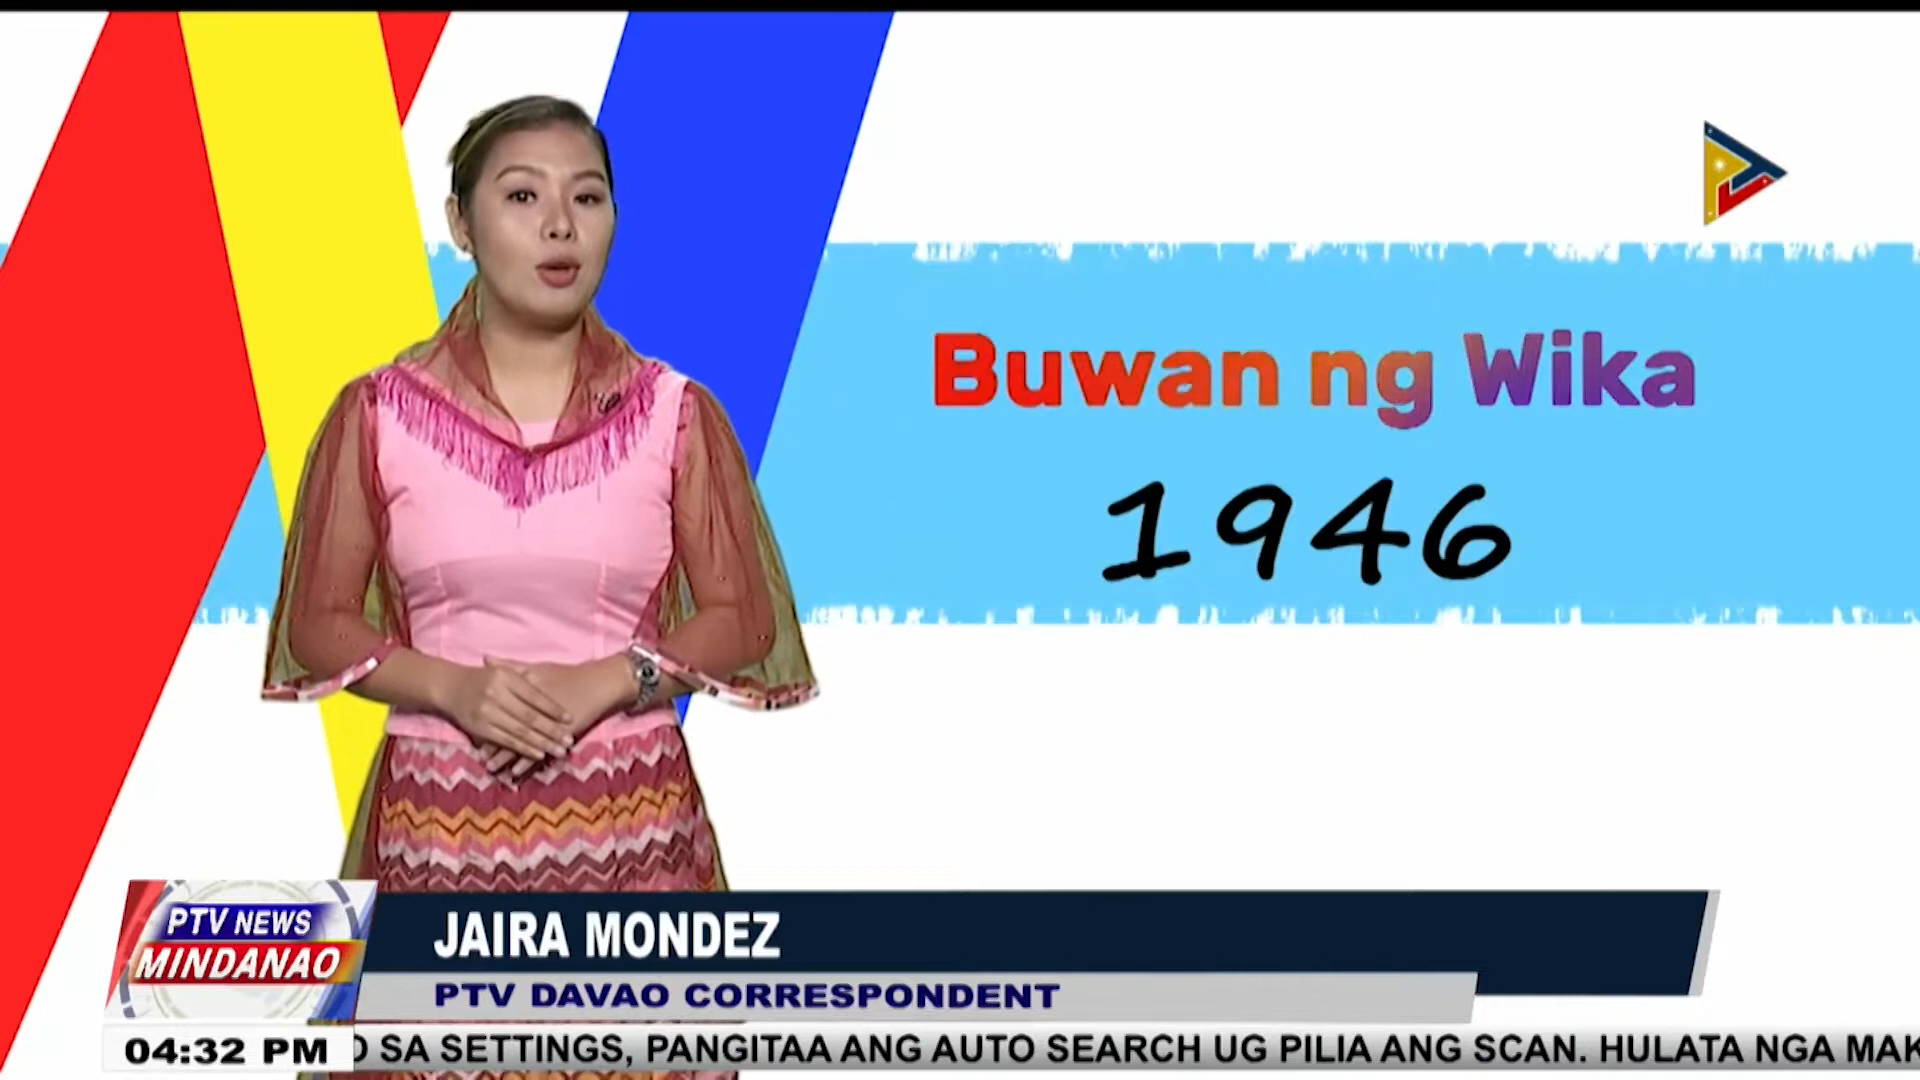 Buwan ng Wika
1946
PTV NEWS
MINDANAO
JAIRA MONDEZ
PTV DAVAO CORRESPONDENT
04:32 PM
SA SETTINGS, PANGITAA ANG AUTO SEARCH UG PILIA ANG SCAN. HULATA NGA